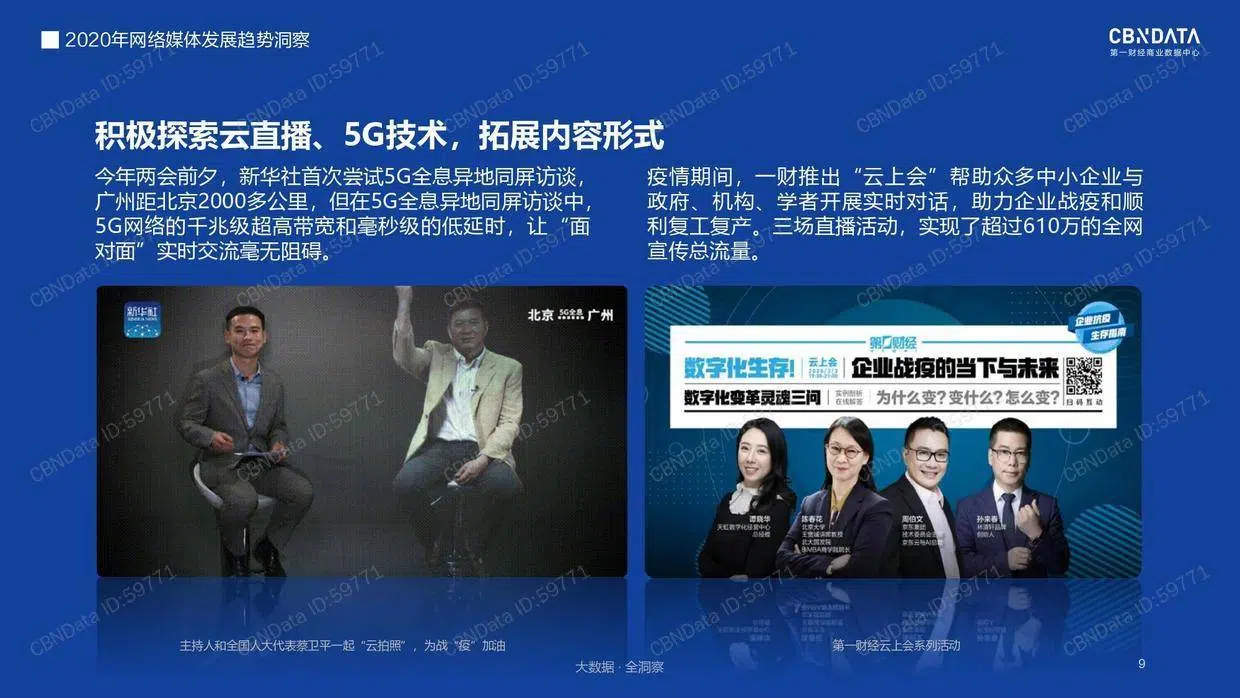 2020年网络媒体发展趋势洞察
CBNDATA
第一财经商业数据中心
积极探索云直播、5G技术，拓展内容形式
今年两会前夕，新华社首次尝试5G全息异地同屏访谈，
广州距北京2000多公里，但在5G全息异地同屏访谈中，
5G网络的千兆级超高带宽和毫秒级的低延时，让“面
对面”实时交流毫无阻碍。
疫情期间，一财推出“云上会”帮助众多中小企业与
政府、机构、学者开展实时对话，助力企业战疫和顺
利复工复产。三场直播活动，实现了超过610万的全网
宣传总流量。
新华社
XINHUA NEWS
北京 5G全息 广州
企业抗疫
生存指南
第一财经
数字化生存! 云上会 企业战疫的当下与未来
数字化变革灵魂三问 实例剖析 在线解答 为什么变? 变什么? 怎么变?
扫码互动
谭晓华
天虹数字化经营中心
总经理
陈春花
北京大学
王宽诚讲席教授
北大国发院
BiMBA商学院院长
周伯文
京东集团
技术委员会主席
京东云与AI总裁
孙来春
林清轩品牌
创始人
主持人和全国人大代表蔡卫平一起“云拍照”，为战“疫”加油
第一财经云上会系列活动
大数据 · 全洞察
9
CBNData ID:59771